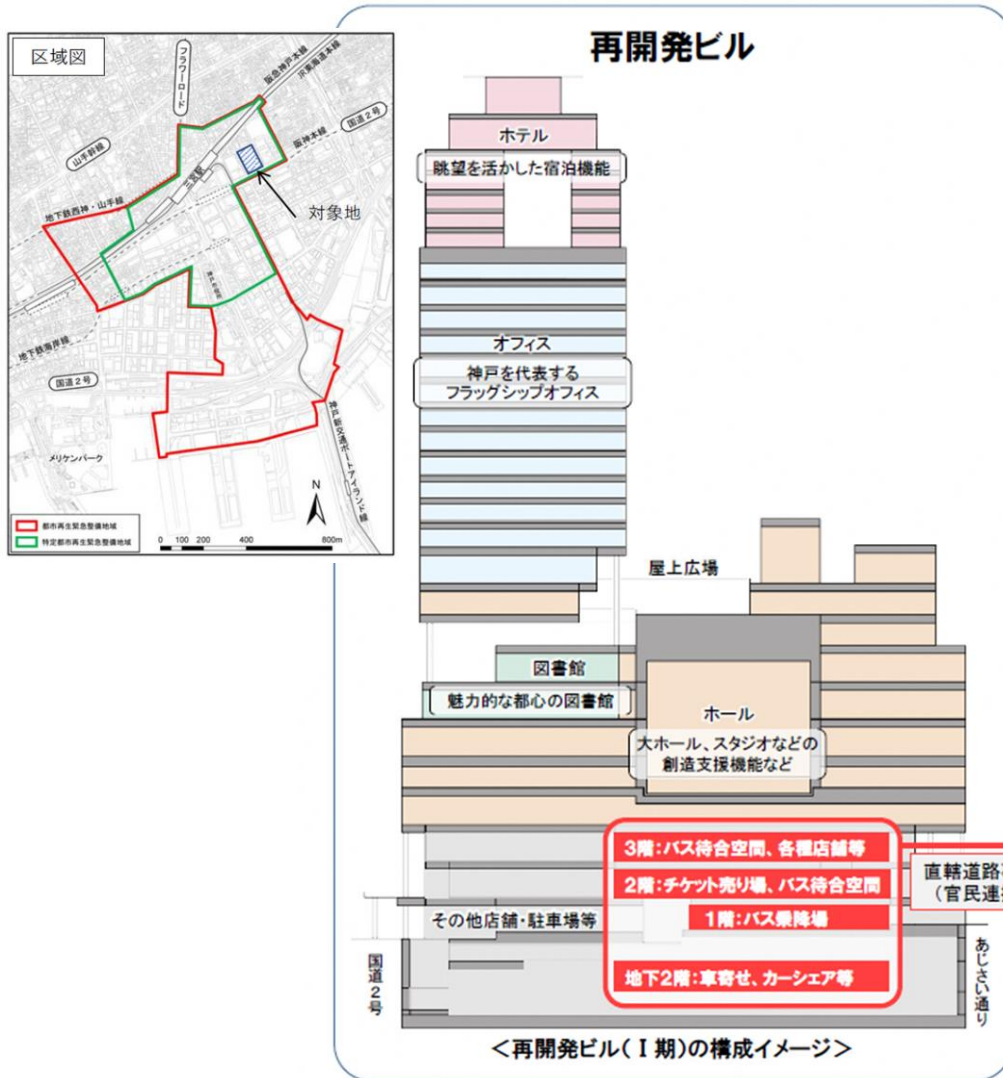 区域図
フラワーロード
阪急神戸本線
JR東海道本線
阪神本線
国道2号
山手幹線
三宮駅
地下鉄西神・山手線
対象地
神戸市役所
地下鉄海岸線
国道2号
メリケンパーク
神戸新交通ポートアイランド線
N
都市再生緊急整備地域
特定都市再生緊急整備地域
0 100 200 400 800m
再開発ビル
ホテル
眺望を活かした宿泊機能
オフィス
神戸を代表する
フラッグシップオフィス
屋上広場
図書館
魅力的な都心の図書館
ホール
大ホール、スタジオなどの
創造支援機能など
3階:バス待合空間、各種店舗等
2階:チケット売り場、バス待合空間
1階:バス乗降場
その他店舗・駐車場等
地下2階:車寄せ、カーシェア等
直轄道路
(官民連
国道2号
あじさい通り
<再開発ビル(Ⅰ期)の構成イメージ>